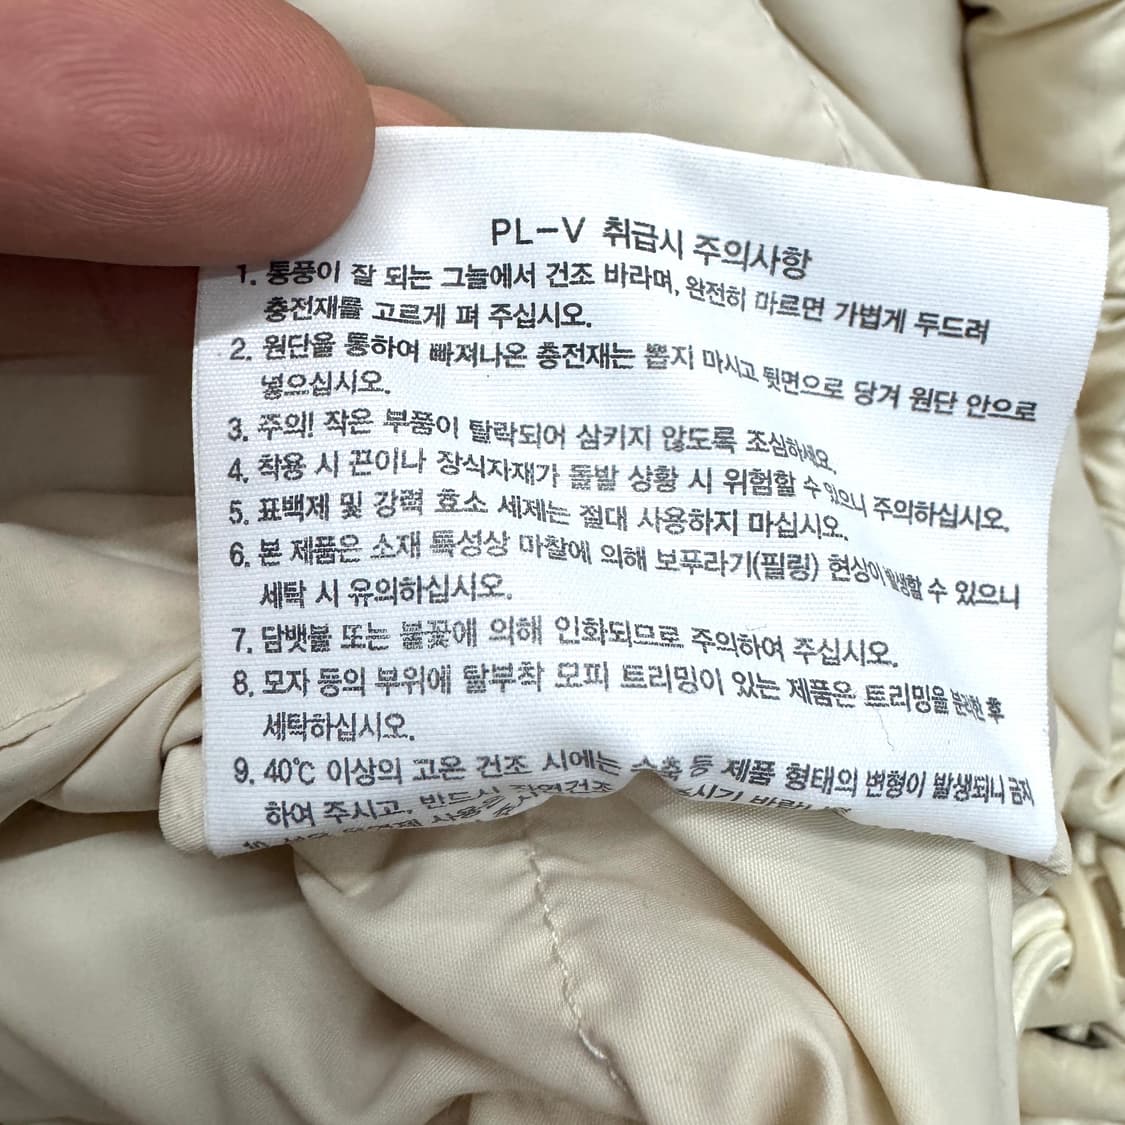 PL-V 취급시 주의사항
1. 통풍이 잘 되는 그늘에서 건조 바라며, 완전히 마르면 가볍게 두드려
충전재를 고르게 펴 주십시오.
2. 원단을 통하여 빠져나온 충전재는 뽑지 마시고 뒷면으로 당겨 원단 안으로
넣으십시오.
3. 주의! 작은 부품이 탈락되어 삼키지 않도록 조심하세요.
4. 착용 시 끈이나 장식자재가 돌발 상황 시 위험할 수 있으니 주의하십시오.
5. 표백제 및 강력 효소 세제는 절대 사용하지 마십시오.
6. 본 제품은 소재 특성상 마찰에 의해 보푸라기(필링) 현상이 발생할 수 있으니
세탁 시 유의하십시오.
7. 담뱃불 또는 불꽃에 의해 인화되므로 주의하여 주십시오.
8. 모자 등의 부위에 탈부착 모피 트리밍이 있는 제품은 트리밍을 분리한 후
세탁하십시오.
9. 40℃ 이상의 고온 건조 시에는 수축 등 제품 형태의 변형이 발생되니 금지
하여 주시고, 반드시 자연건조 주시기
10. 사용